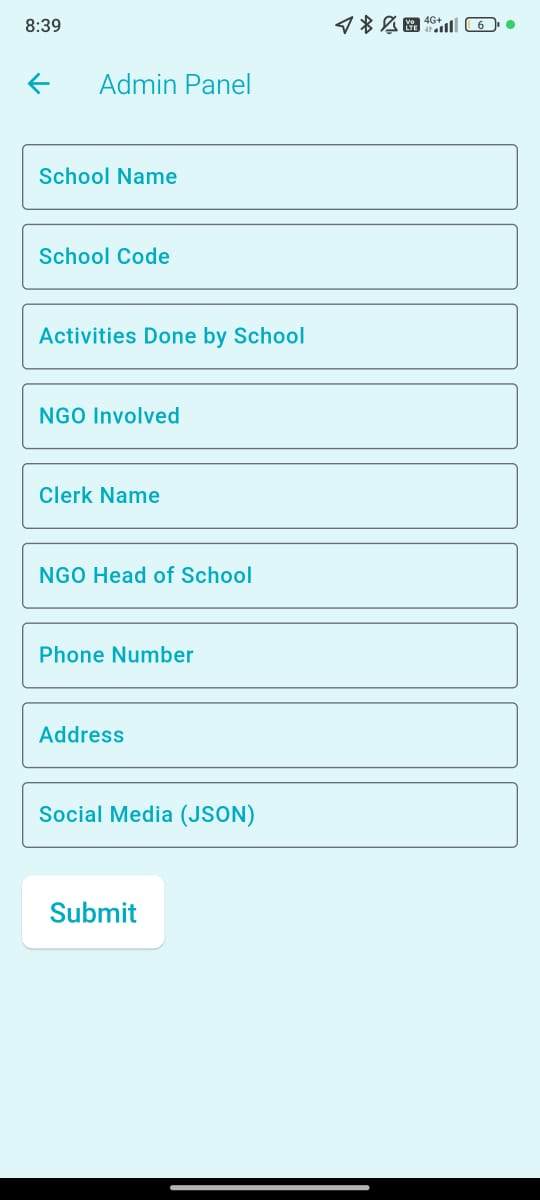 8:39
Vo LTE 4G+ 6
Admin Panel
School Name
School Code
Activities Done by School
NGO Involved
Clerk Name
NGO Head of School
Phone Number
Address
Social Media (JSON)
Submit